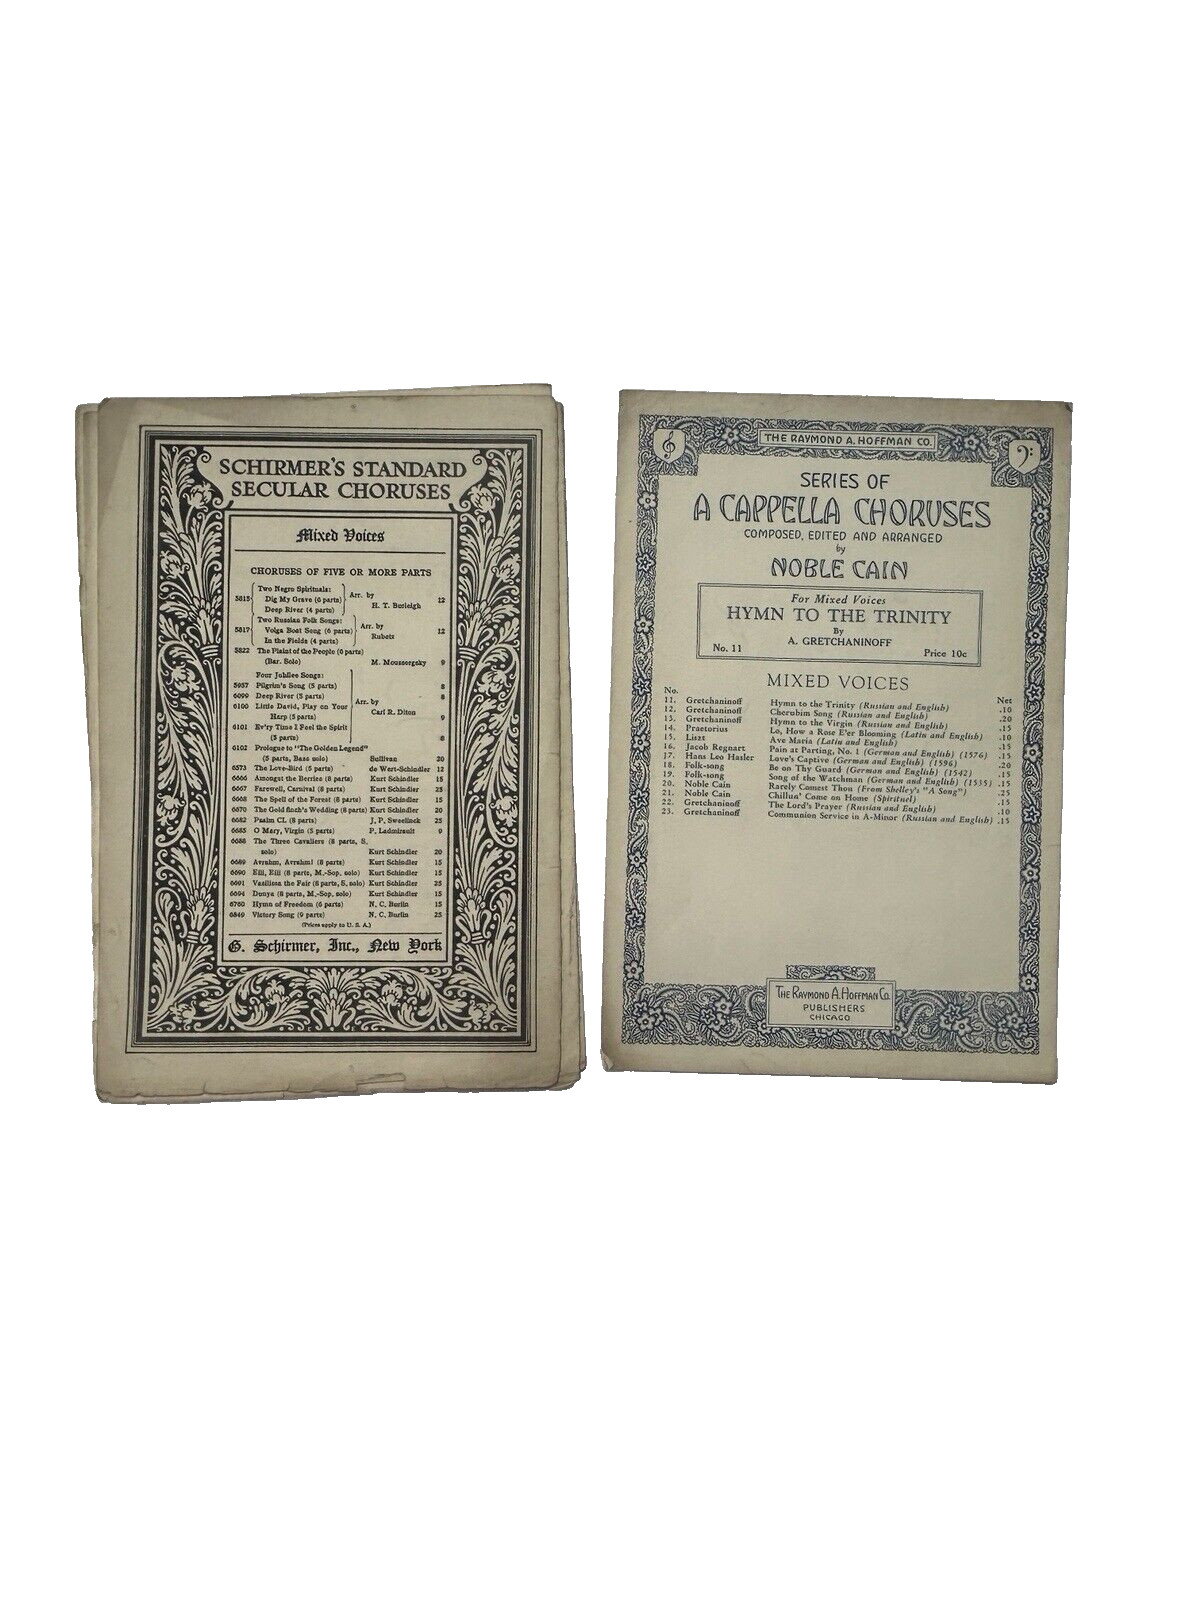 SCHIRMER'S STANDARD
SECULAR CHORUSES
Mixed Voices
CHORUSES OF FIVE OR MORE PARTS
Two Negro Spirituals:
5815 Dig My Grave (6 parts) Arr. by H. T. Burleigh 12
Deep River (4 parts)
Two Russian Folk Songs:
5817 Volga Boat Song (6 parts) Arr. by Rubetz 12
In the Fields (4 parts)
5822 The Plaint of the People (6 parts)
(Bar. Solo) M. Moussorgsky 9
Four Jubilee Songs: Arr. by Carl R. Diton
5957 Pilgrim's Song (5 parts) 8
6099 Deep River (5 parts) 8
6100 Little David, Play on Your
Harp (5 parts) 9
6101 Ev'ry Time I Feel the Spirit
(5 parts) 8
6102 Prologue to "The Golden Legend"
(5 parts, Bass solo) Sullivan 20
6573 The Love-Bird (5 parts) de Wert-Schindler 12
6666 Amongst the Berries (8 parts) Kurt Schindler 15
6667 Farewell, Carnival (8 parts) Kurt Schindler 25
6668 The Spell of the Forest (8 parts) Kurt Schindler 15
6670 The Goldfinch's Wedding (8 parts) Kurt Schindler 20
6682 Psalm CL (8 parts) J. P. Sweelinck 25
6685 O Mary, Virgin (5 parts) P. Ladmirault 9
6688 The Three Cavaliers (8 parts, S.
solo) Kurt Schindler 20
6689 Avrahm, Avrahm! (8 parts) Kurt Schindler 15
6690 Eili, Eili (8 parts, M.-Sop. solo) Kurt Schindler 15
6691 Vasilissa the Fair (8 parts, S. solo) Kurt Schindler 25
6694 Donya (8 parts, M.-Sop. solo) Kurt Schindler 15
6760 Hymn of Freedom (6 parts) N. C. Burlin 15
6849 Victory Song (9 parts) N. C. Burlin 25
(Prices apply to U. S. A.)
G. Schirmer, Inc., New York
THE RAYMOND A. HOFFMAN CO.
SERIES OF
A CAPPELLA CHORUSES
COMPOSED, EDITED AND ARRANGED
by
NOBLE CAIN
For Mixed Voices
HYMN TO THE TRINITY
By
A. GRETCHANINOFF
No. 11 Price 10c
MIXED VOICES
No. Net
11. Gretchaninoff Hymn to the Trinity (Russian and English) .10
12. Gretchaninoff Cherubim Song (Russian and English) .20
13. Gretchaninoff Hymn to the Virgin (Russian and English) .15
14. Praetorius Lo, How a Rose E'er Blooming (Latin and English) .10
15. Liszt Ave Maria (Latin and English) .15
16. Jacob Regnart Pain at Parting, No. 1 (German and English) (1576) .15
17. Hans Leo Hasler Love's Captive (German and English) (1596) .20
18. Folk-song Be on Thy Guard (German and English) (1542) .15
19. Folk-song Song of the Watchman (German and English) (1535) .15
20. Noble Cain Rarely Comest Thou (From Shelley's "A Song") .25
21. Noble Cain Chillun' Come on Home (Spirituel) .15
22. Gretchaninoff The Lord's Prayer (Russian and English) .10
23. Gretchaninoff Communion Service in A-Minor (Russian and English) .15
THE RAYMOND A. HOFFMAN CO.
PUBLISHERS
CHICAGO